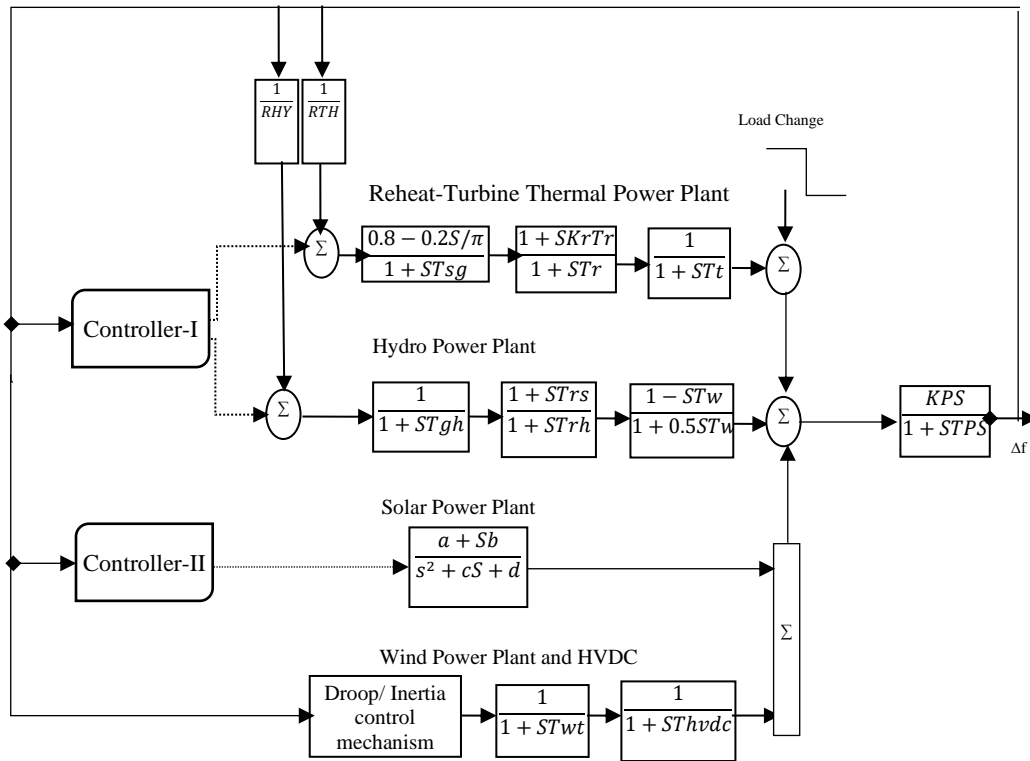 1
RHY
1
RTH
Load Change
Reheat-Turbine Thermal Power Plant
Σ
0.8 − 0.2S/π
1 + STsg
1 + SKrTr
1 + STr
1
1 + STt
Σ
Controller-I
Hydro Power Plant
Σ
1
1 + STgh
1 + STrs
1 + STrh
1 − STw
1 + 0.5STw
Σ
KPS
1 + STPS
Δf
Solar Power Plant
Controller-II
a + Sb
s² + cS + d
Σ
Wind Power Plant and HVDC
Droop/ Inertia
control
mechanism
1
1 + STwt
1
1 + SThvdc